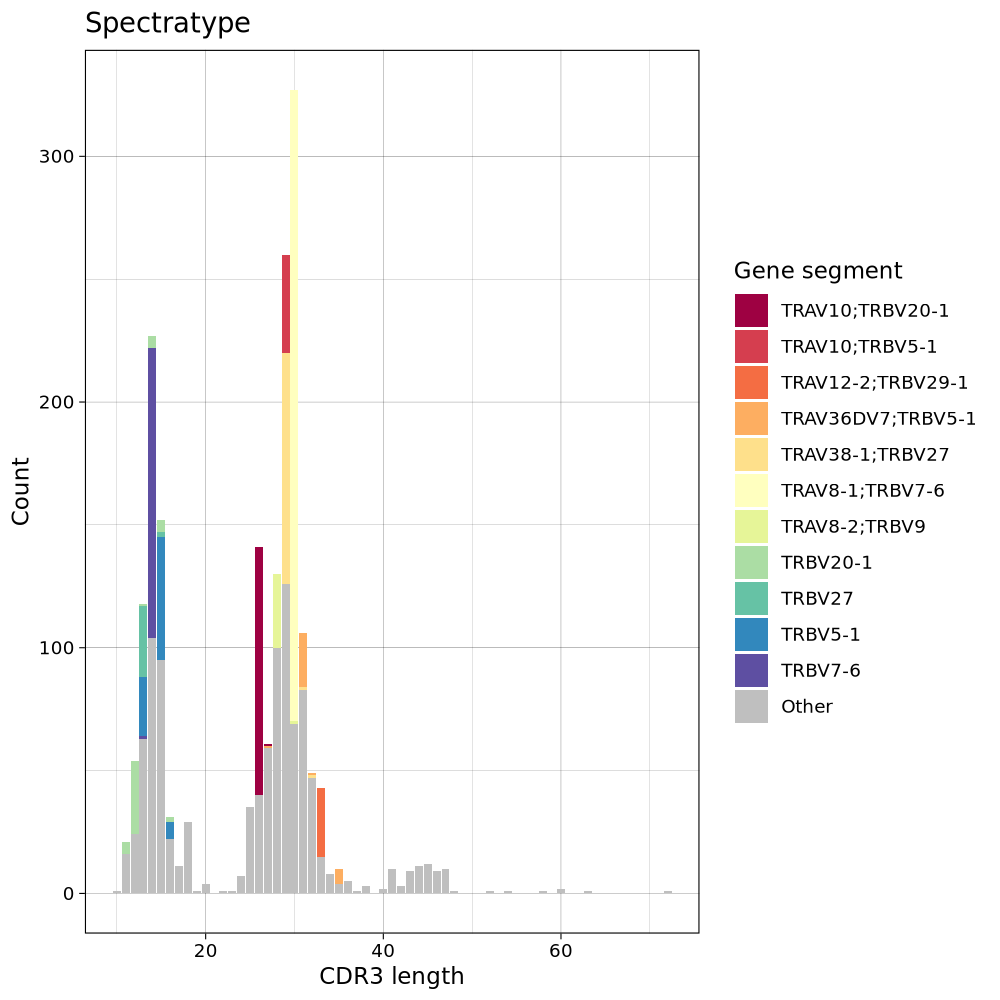 Spectratype
300
200
100
0
Count
20
40
60
CDR3 length
Gene segment
TRAV10;TRBV20-1
TRAV10;TRBV5-1
TRAV12-2;TRBV29-1
TRAV36DV7;TRBV5-1
TRAV38-1;TRBV27
TRAV8-1;TRBV7-6
TRAV8-2;TRBV9
TRBV20-1
TRBV27
TRBV5-1
TRBV7-6
Other